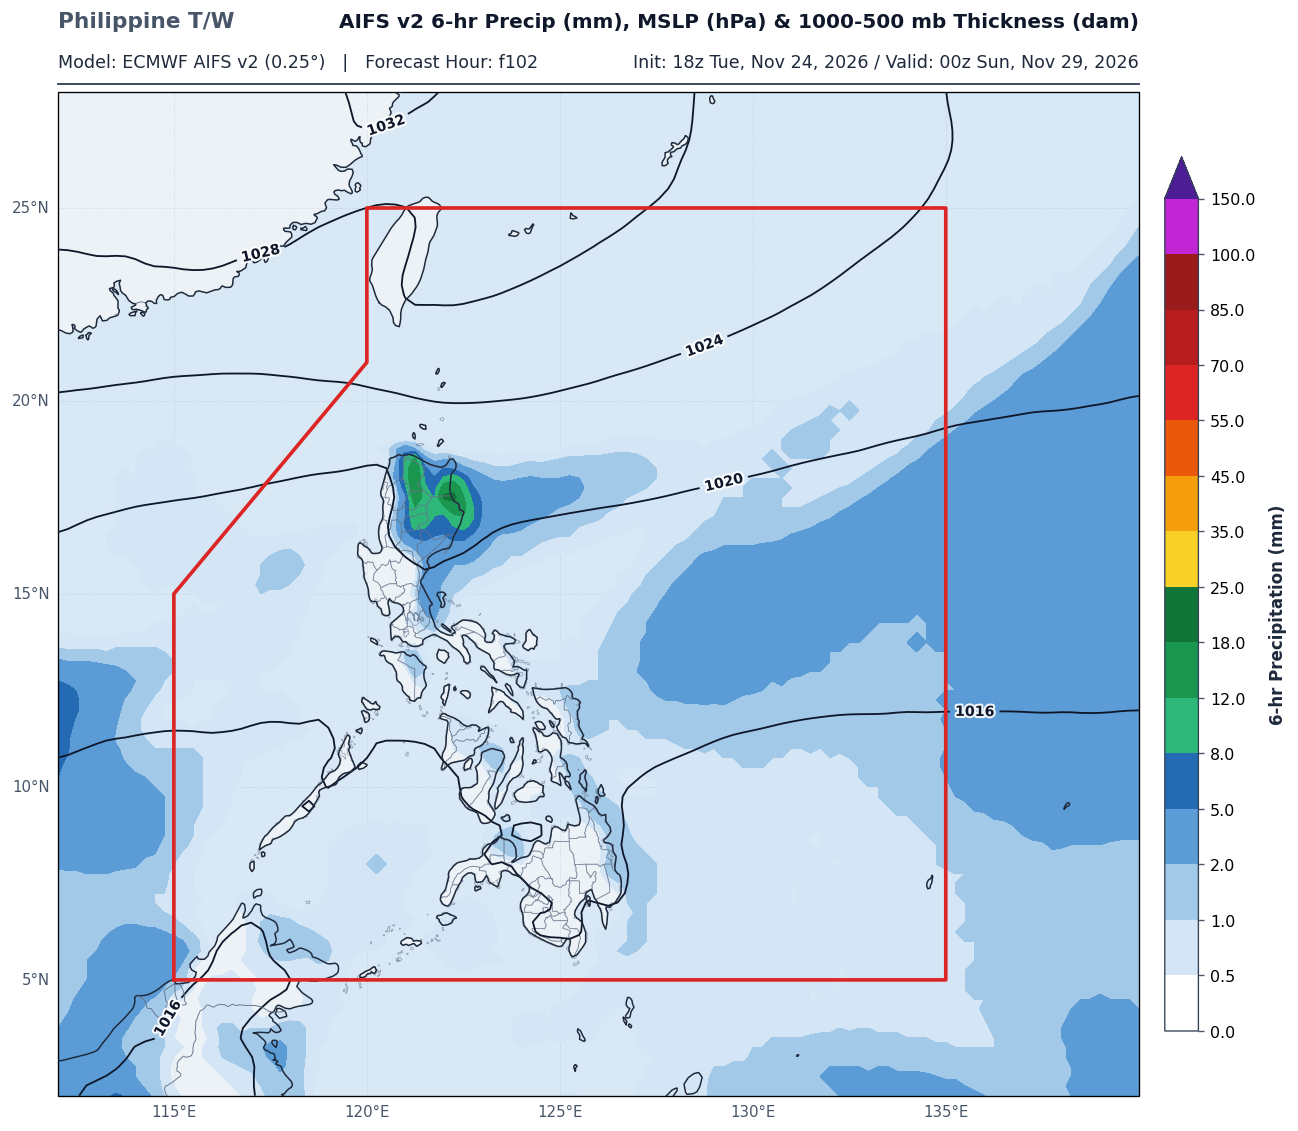 Philippine T/W
AIFS v2 6-hr Precip (mm), MSLP (hPa) & 1000-500 mb Thickness (dam)
Model: ECMWF AIFS v2 (0.25°) | Forecast Hour: f102
Init: 18z Tue, Nov 24, 2026 / Valid: 00z Sun, Nov 29, 2026
1032
1028
1024
1020
1016
1016
25°N
20°N
15°N
10°N
5°N
115°E
120°E
125°E
130°E
135°E
150.0
100.0
85.0
70.0
55.0
45.0
35.0
25.0
18.0
12.0
8.0
5.0
2.0
1.0
0.5
0.0
6-hr Precipitation (mm)